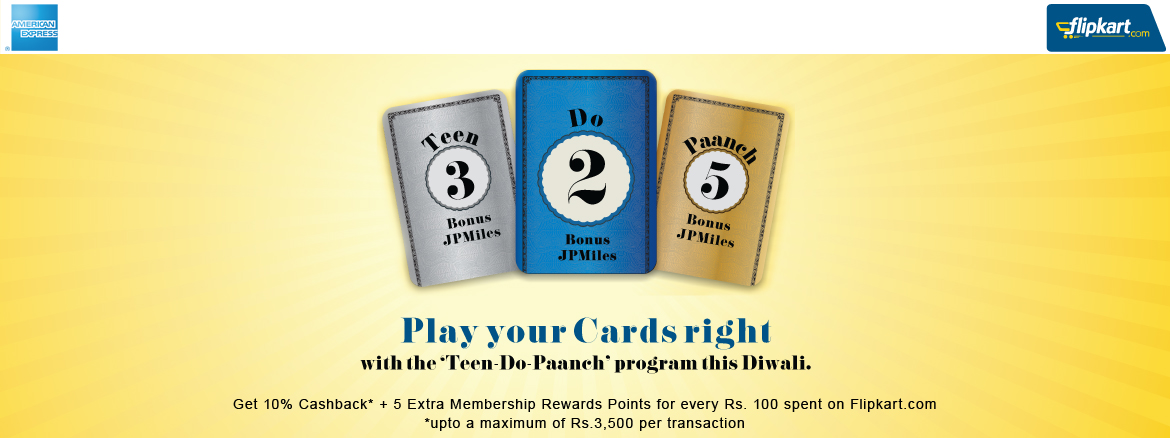 AMERICAN
EXPRESS
®
flipkart.com
Teen
3
Bonus
JPMiles
Do
2
Bonus
JPMiles
Paanch
5
Bonus
JPMiles
Play your Cards right
with the ‘Teen-Do-Paanch’ program this Diwali.
Get 10% Cashback* + 5 Extra Membership Rewards Points for every Rs. 100 spent on Flipkart.com
*upto a maximum of Rs.3,500 per transaction